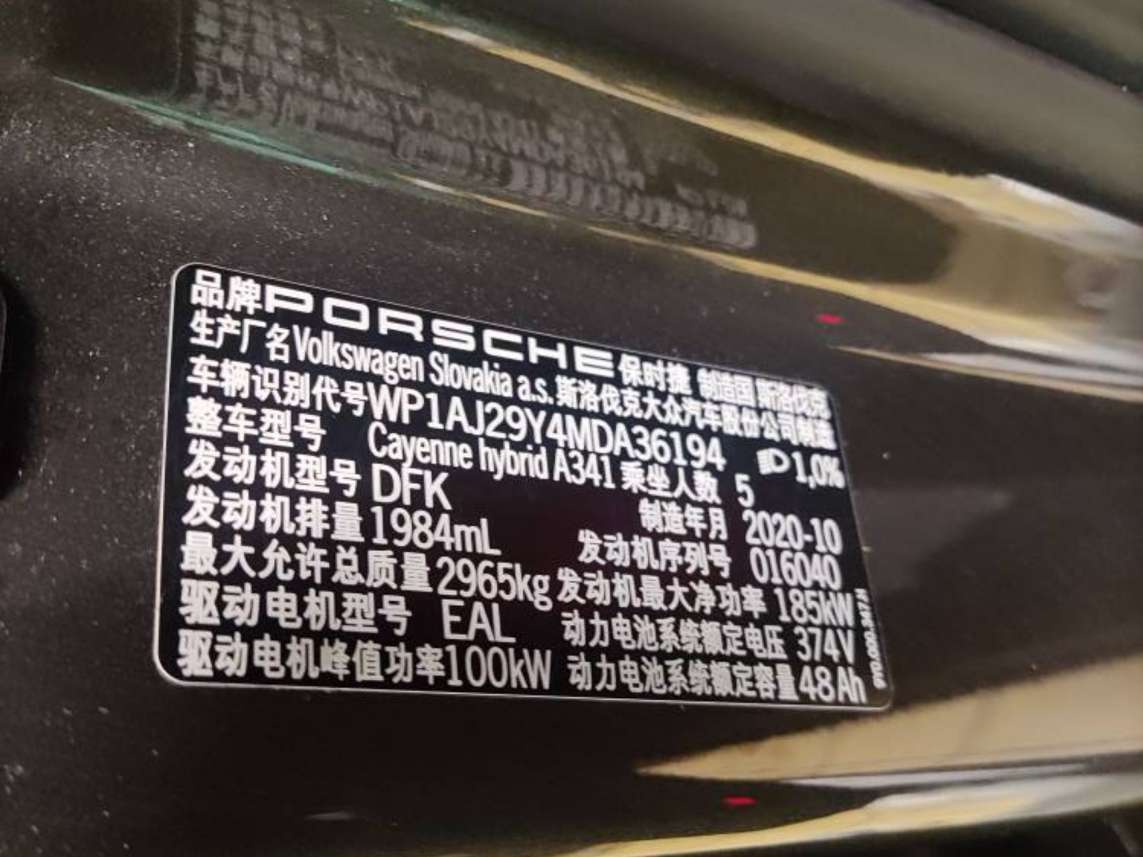 品牌PORSCHE保时捷 制造国 斯洛伐克
生产厂名Volkswagen Slovakia a.s.斯洛伐克大众汽车股份公司制造
车辆识别代号WP1AJ29Y4MDA36194 1,0%
整车型号 Cayenne hybrid A341 乘坐人数 5
发动机型号 DFK 制造年月 2020-10
发动机排量1984mL 发动机序列号 016040
最大允许总质量2965kg 发动机最大净功率 185kW
驱动电机型号 EAL 动力电池系统额定电压 374V
驱动电机峰值功率100kW 动力电池系统额定容量48Ah